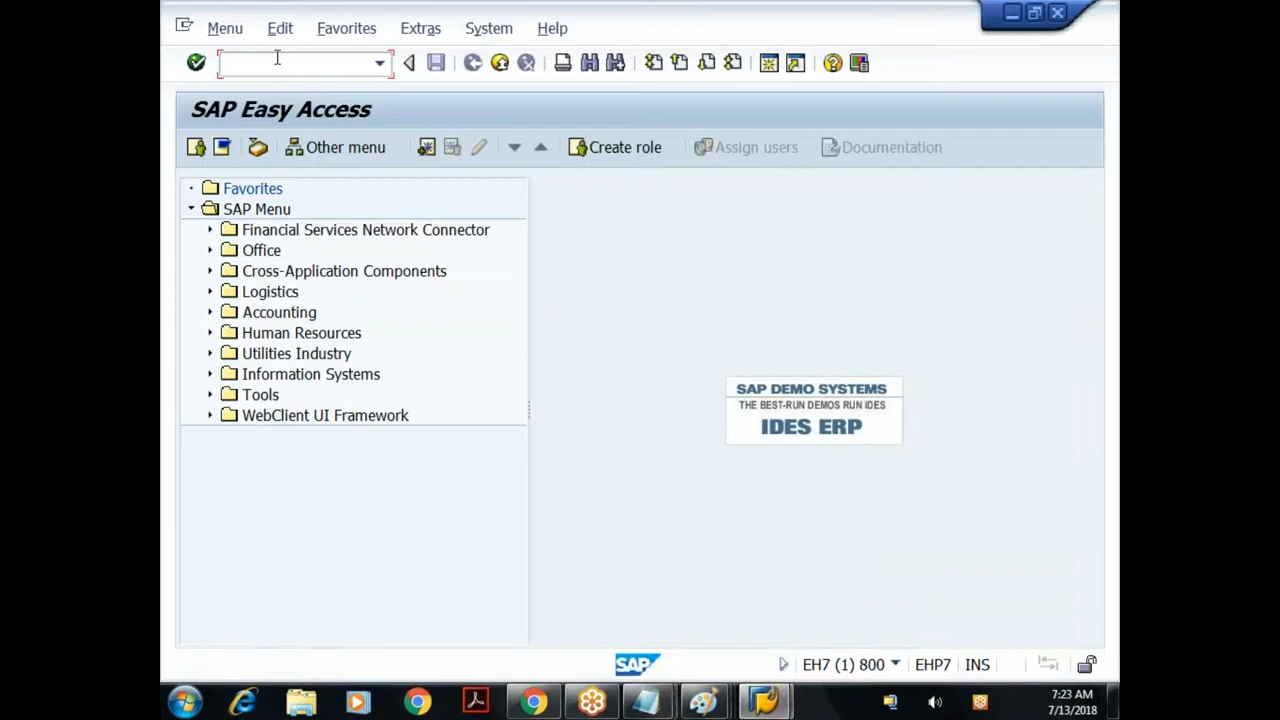 Menu Edit Favorites Extras System Help
SAP Easy Access
Other menu Create role Assign users Documentation
Favorites
SAP Menu
Financial Services Network Connector
Office
Cross-Application Components
Logistics
Accounting
Human Resources
Utilities Industry
Information Systems
Tools
WebClient UI Framework
SAP DEMO SYSTEMS
THE BEST-RUN DEMOS RUN IDES
IDES ERP
SAP EH7 (1) 800 EHP7 INS
7:23 AM
7/13/2018